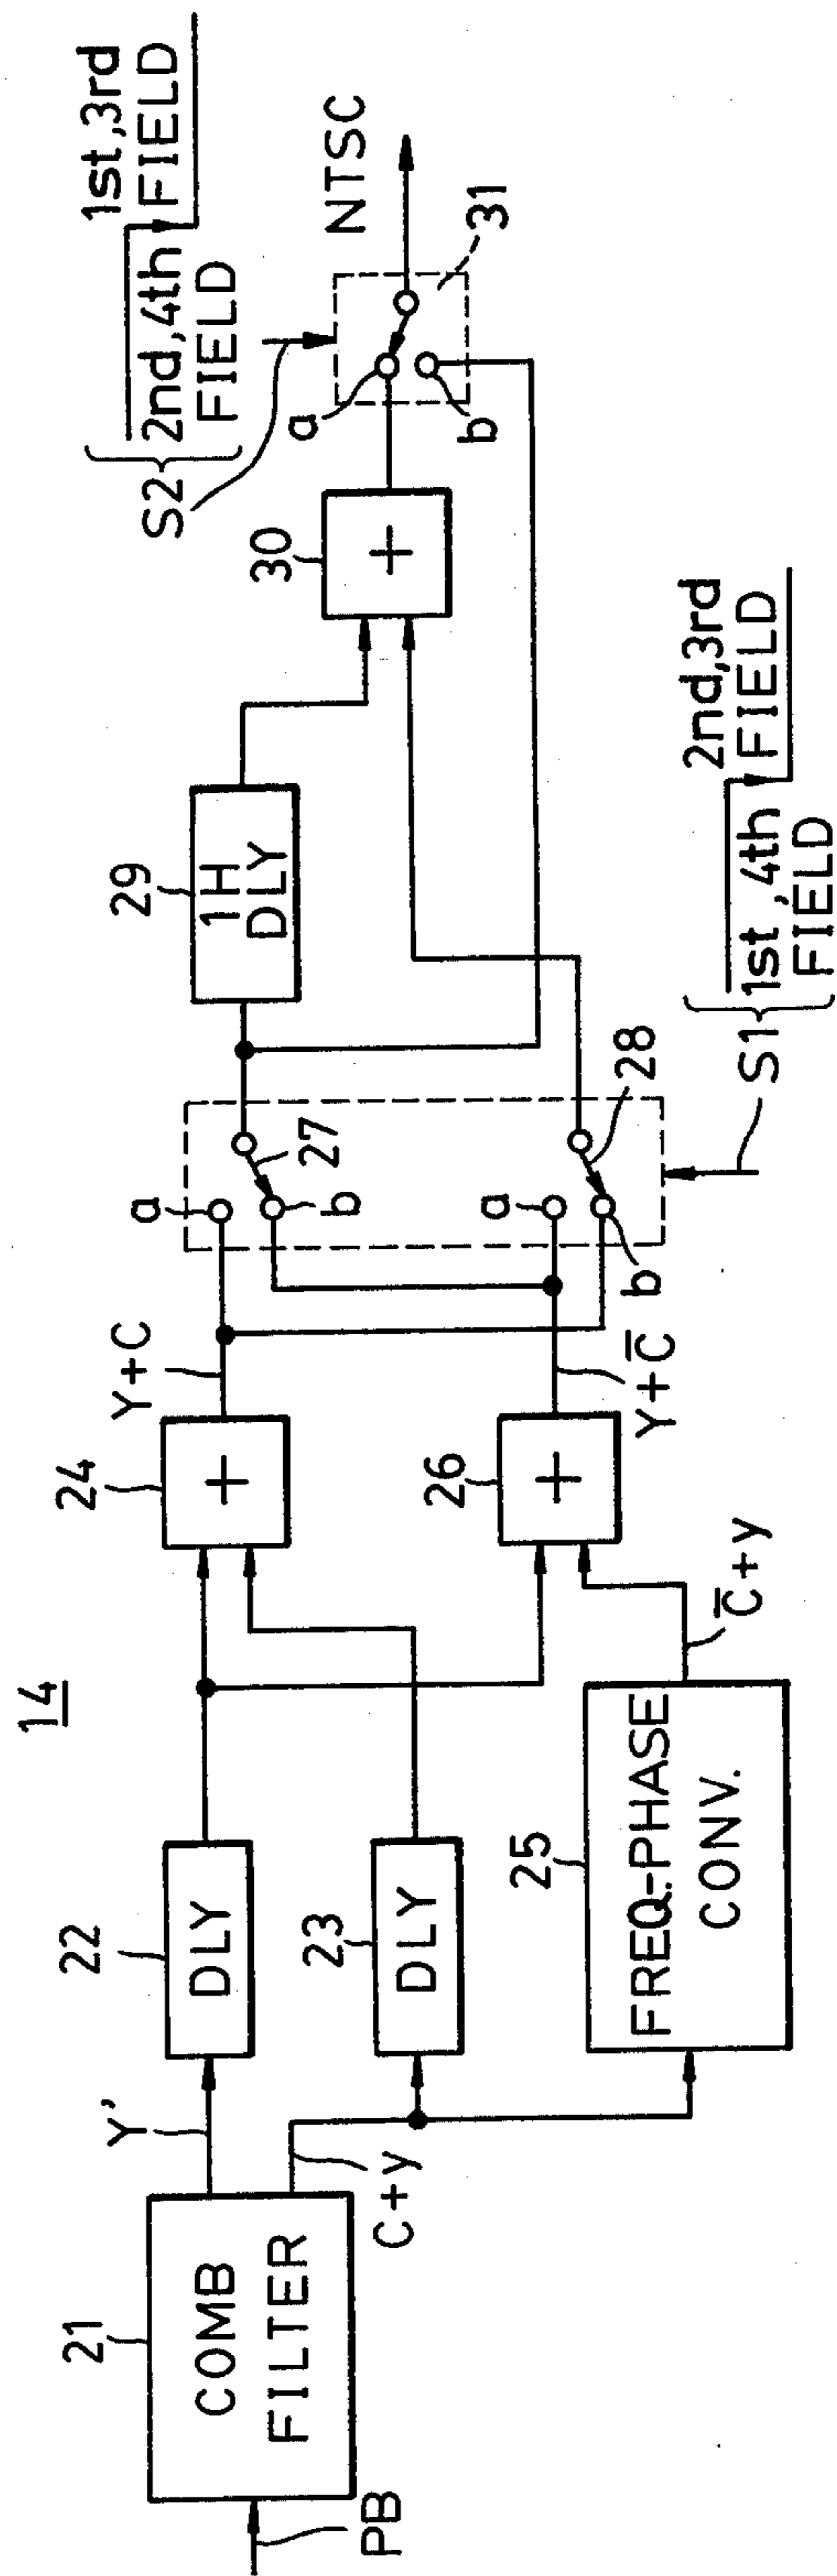 14
21
COMB
FILTER
PB
Y'
C+y
22
DLY
23
DLY
25
FREQ.-PHASE
CONV.
C̅+y
24
+
Y+C
26
+
Y+C̅
a
27
b
a
28
b
S1
1st, 4th
FIELD
2nd,3rd
FIELD
29
1H
DLY
30
+
a
b
31
NTSC
S2
2nd,4th
FIELD
1st,3rd
FIELD